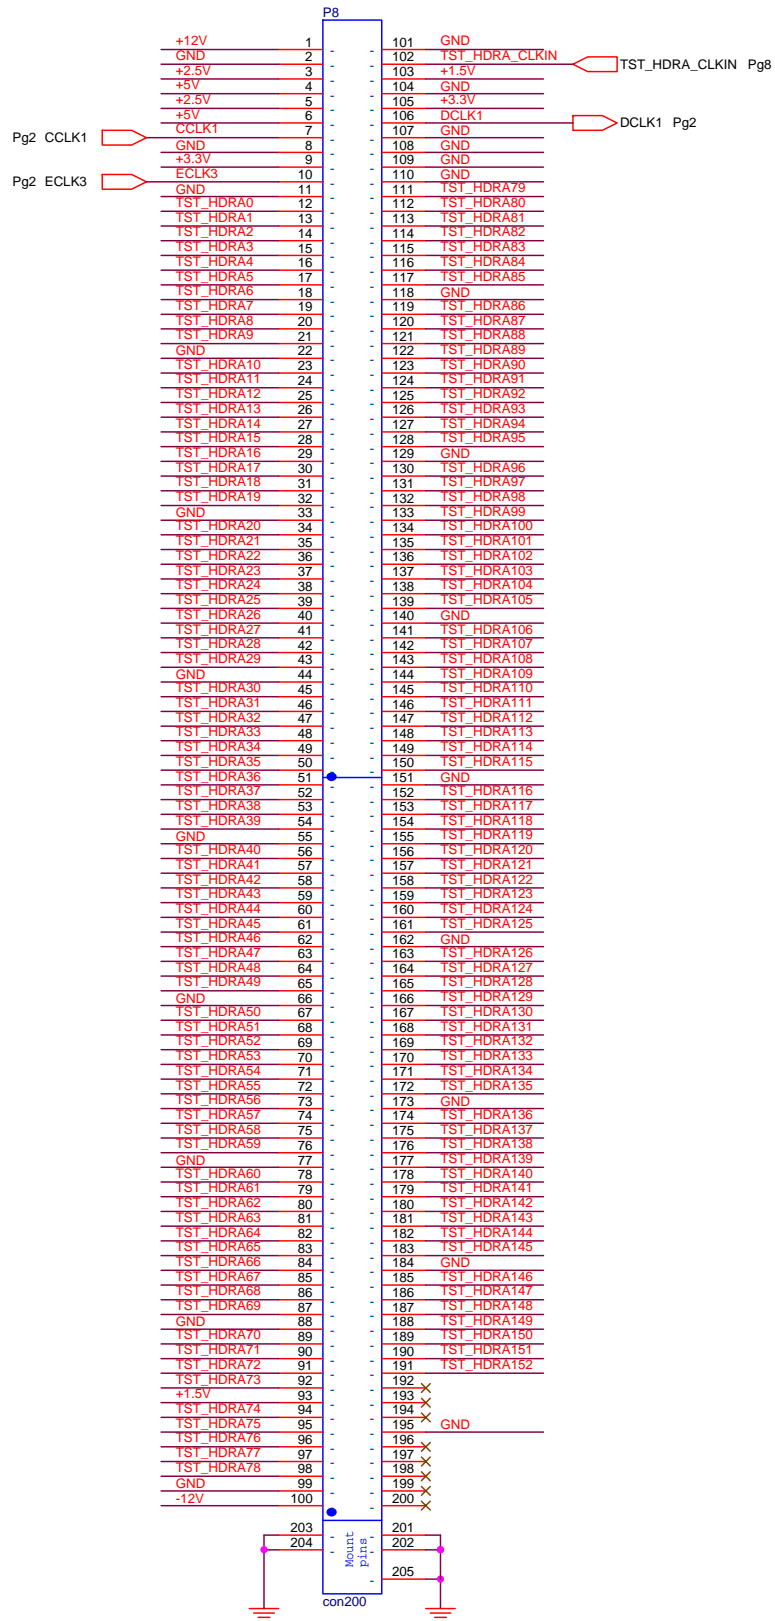 P8
+12V 1 101 GND
GND 2 102 TST_HDRA_CLKIN TST_HDRA_CLKIN Pg8
+2.5V 3 103 +1.5V
+5V 4 104 GND
+2.5V 5 105 +3.3V
+5V 6 106 DCLK1 DCLK1 Pg2
Pg2 CCLK1 CCLK1 7 107 GND
GND 8 108 GND
+3.3V 9 109 GND
Pg2 ECLK3 ECLK3 10 110 GND
GND 11 111 TST_HDRA79
TST_HDRA0 12 112 TST_HDRA80
TST_HDRA1 13 113 TST_HDRA81
TST_HDRA2 14 114 TST_HDRA82
TST_HDRA3 15 115 TST_HDRA83
TST_HDRA4 16 116 TST_HDRA84
TST_HDRA5 17 117 TST_HDRA85
TST_HDRA6 18 118 GND
TST_HDRA7 19 119 TST_HDRA86
TST_HDRA8 20 120 TST_HDRA87
TST_HDRA9 21 121 TST_HDRA88
GND 22 122 TST_HDRA89
TST_HDRA10 23 123 TST_HDRA90
TST_HDRA11 24 124 TST_HDRA91
TST_HDRA12 25 125 TST_HDRA92
TST_HDRA13 26 126 TST_HDRA93
TST_HDRA14 27 127 TST_HDRA94
TST_HDRA15 28 128 TST_HDRA95
TST_HDRA16 29 129 GND
TST_HDRA17 30 130 TST_HDRA96
TST_HDRA18 31 131 TST_HDRA97
TST_HDRA19 32 132 TST_HDRA98
GND 33 133 TST_HDRA99
TST_HDRA20 34 134 TST_HDRA100
TST_HDRA21 35 135 TST_HDRA101
TST_HDRA22 36 136 TST_HDRA102
TST_HDRA23 37 137 TST_HDRA103
TST_HDRA24 38 138 TST_HDRA104
TST_HDRA25 39 139 TST_HDRA105
TST_HDRA26 40 140 GND
TST_HDRA27 41 141 TST_HDRA106
TST_HDRA28 42 142 TST_HDRA107
TST_HDRA29 43 143 TST_HDRA108
GND 44 144 TST_HDRA109
TST_HDRA30 45 145 TST_HDRA110
TST_HDRA31 46 146 TST_HDRA111
TST_HDRA32 47 147 TST_HDRA112
TST_HDRA33 48 148 TST_HDRA113
TST_HDRA34 49 149 TST_HDRA114
TST_HDRA35 50 150 TST_HDRA115
TST_HDRA36 51 151 GND
TST_HDRA37 52 152 TST_HDRA116
TST_HDRA38 53 153 TST_HDRA117
TST_HDRA39 54 154 TST_HDRA118
GND 55 155 TST_HDRA119
TST_HDRA40 56 156 TST_HDRA120
TST_HDRA41 57 157 TST_HDRA121
TST_HDRA42 58 158 TST_HDRA122
TST_HDRA43 59 159 TST_HDRA123
TST_HDRA44 60 160 TST_HDRA124
TST_HDRA45 61 161 TST_HDRA125
TST_HDRA46 62 162 GND
TST_HDRA47 63 163 TST_HDRA126
TST_HDRA48 64 164 TST_HDRA127
TST_HDRA49 65 165 TST_HDRA128
GND 66 166 TST_HDRA129
TST_HDRA50 67 167 TST_HDRA130
TST_HDRA51 68 168 TST_HDRA131
TST_HDRA52 69 169 TST_HDRA132
TST_HDRA53 70 170 TST_HDRA133
TST_HDRA54 71 171 TST_HDRA134
TST_HDRA55 72 172 TST_HDRA135
TST_HDRA56 73 173 GND
TST_HDRA57 74 174 TST_HDRA136
TST_HDRA58 75 175 TST_HDRA137
TST_HDRA59 76 176 TST_HDRA138
GND 77 177 TST_HDRA139
TST_HDRA60 78 178 TST_HDRA140
TST_HDRA61 79 179 TST_HDRA141
TST_HDRA62 80 180 TST_HDRA142
TST_HDRA63 81 181 TST_HDRA143
TST_HDRA64 82 182 TST_HDRA144
TST_HDRA65 83 183 TST_HDRA145
TST_HDRA66 84 184 GND
TST_HDRA67 85 185 TST_HDRA146
TST_HDRA68 86 186 TST_HDRA147
TST_HDRA69 87 187 TST_HDRA148
GND 88 188 TST_HDRA149
TST_HDRA70 89 189 TST_HDRA150
TST_HDRA71 90 190 TST_HDRA151
TST_HDRA72 91 191 TST_HDRA152
TST_HDRA73 92 192
+1.5V 93 193
TST_HDRA74 94 194
TST_HDRA75 95 195 GND
TST_HDRA76 96 196
TST_HDRA77 97 197
TST_HDRA78 98 198
GND 99 199
-12V 100 200
203 201
204 202
Mount
pins
205
con200